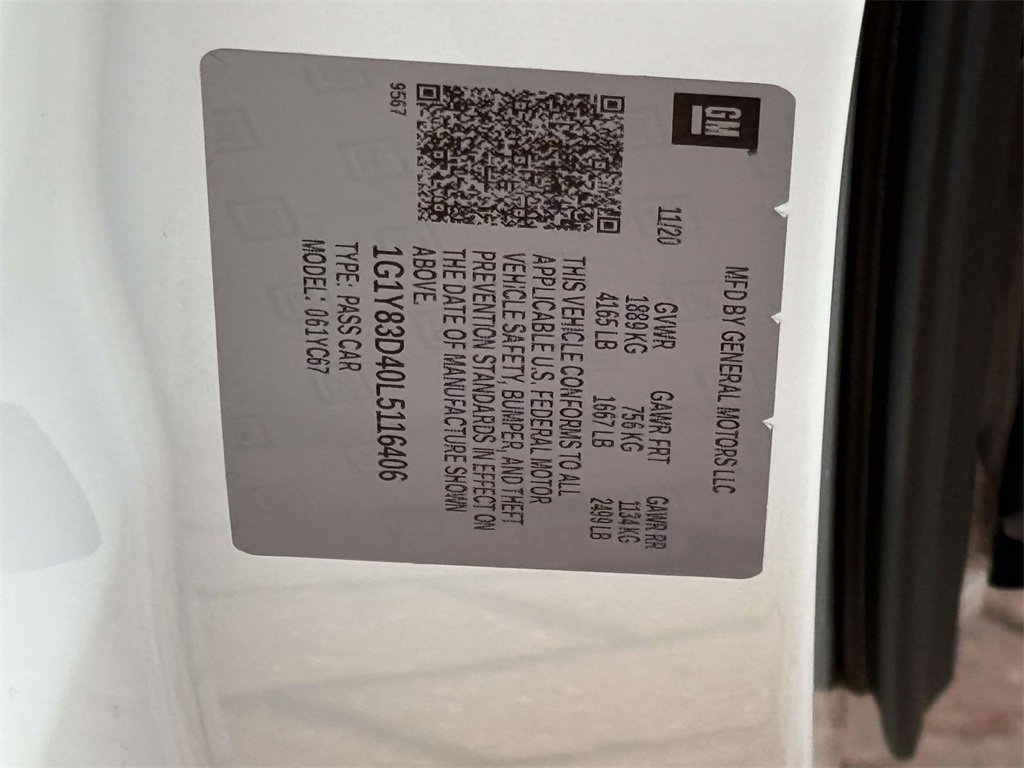 GM
MFD BY GENERAL MOTORS LLC
11/20 GVWR GAWR FRT GAWR RR
1889 KG 756 KG 1134 KG
4165 LB 1667 LB 2499 LB
THIS VEHICLE CONFORMS TO ALL
APPLICABLE U.S. FEDERAL MOTOR
VEHICLE SAFETY, BUMPER, AND THEFT
PREVENTION STANDARDS IN EFFECT ON
THE DATE OF MANUFACTURE SHOWN
ABOVE.
1G1Y83D40L5116406
TYPE: PASS CAR
MODEL: 061YC67
9567